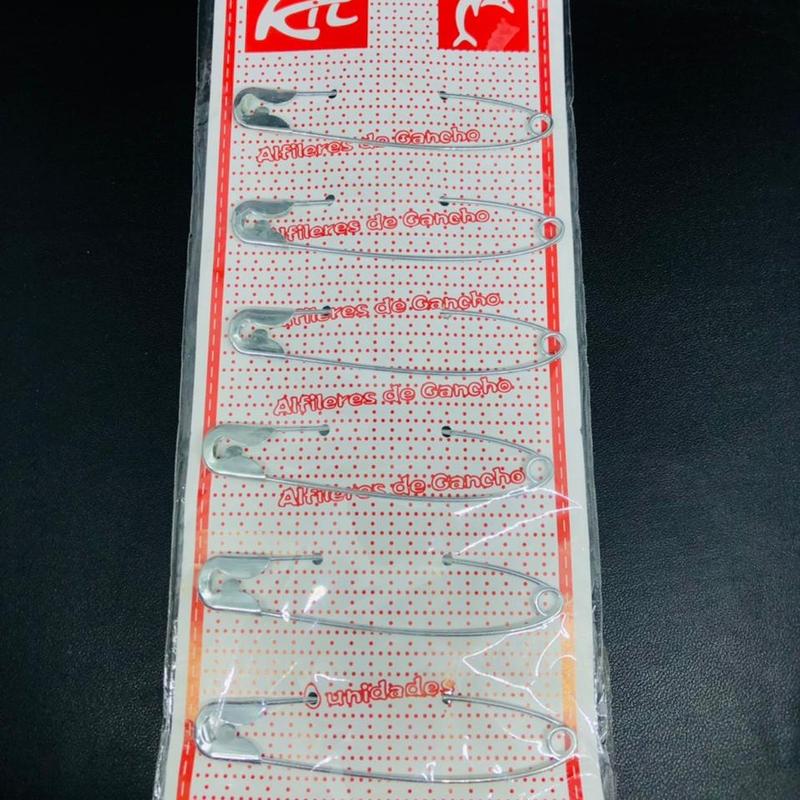 Kit
Alfileres de Gancho
Alfileres de Gancho
Alfileres de Gancho
Alfileres de Gancho
Alfileres de Gancho
unidades